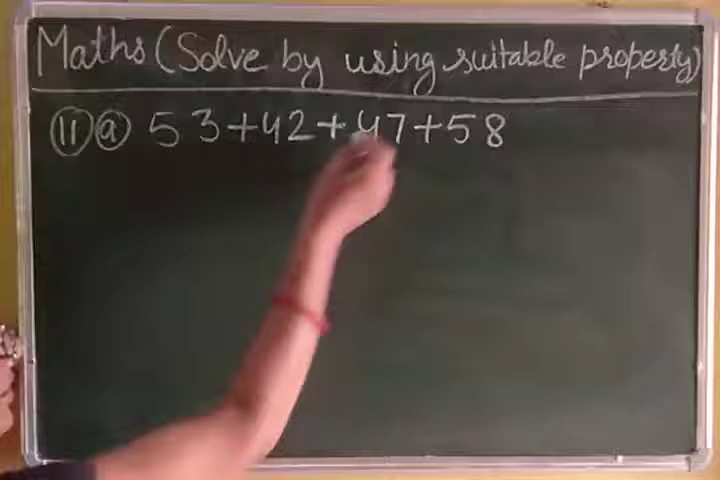 Maths (Solve by using suitable property)
11 a 53+42+47+58